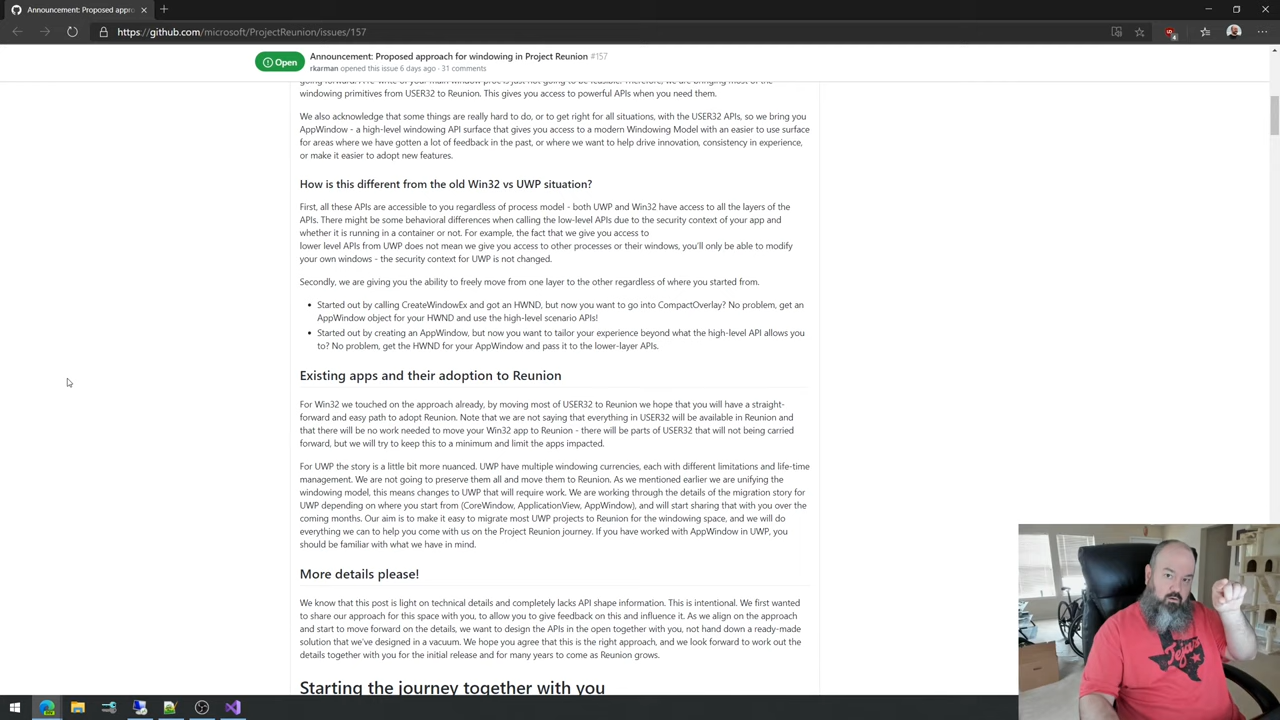 Announcement: Proposed appro
https://github.com/microsoft/ProjectReunion/issues/157
Open
Announcement: Proposed approach for windowing in Project Reunion #157
rkarman opened this issue 6 days ago · 31 comments
windowing primitives from USER32 to Reunion. This gives you access to powerful APIs when you need them.
We also acknowledge that some things are really hard to do, or to get right for all situations, with the USER32 APIs, so we bring you
AppWindow - a high-level windowing API surface that gives you access to a modern Windowing Model with an easier to use surface
for areas where we have gotten a lot of feedback in the past, or where we want to help drive innovation, consistency in experience,
or make it easier to adopt new features.
How is this different from the old Win32 vs UWP situation?
First, all these APIs are accessible to you regardless of process model - both UWP and Win32 have access to all the layers of the
APIs. There might be some behavioral differences when calling the low-level APIs due to the security context of your app and
whether it is running in a container or not. For example, the fact that we give you access to
lower level APIs from UWP does not mean we give you access to other processes or their windows, you'll only be able to modify
your own windows - the security context for UWP is not changed.
Secondly, we are giving you the ability to freely move from one layer to the other regardless of where you started from.
• Started out by calling CreateWindowEx and got an HWND, but now you want to go into CompactOverlay? No problem, get an
AppWindow object for your HWND and use the high-level scenario APIs!
• Started out by creating an AppWindow, but now you want to tailor your experience beyond what the high-level API allows you
to? No problem, get the HWND for your AppWindow and pass it to the lower-layer APIs.
Existing apps and their adoption to Reunion
For Win32 we touched on the approach already, by moving most of USER32 to Reunion we hope that you will have a straight-
forward and easy path to adopt Reunion. Note that we are not saying that everything in USER32 will be available in Reunion and
that there will be no work needed to move your Win32 app to Reunion - there will be parts of USER32 that will not being carried
forward, but we will try to keep this to a minimum and limit the apps impacted.
For UWP the story is a little bit more nuanced. UWP have multiple windowing currencies, each with different limitations and life-time
management. We are not going to preserve them all and move them to Reunion. As we mentioned earlier we are unifying the
windowing model, this means changes to UWP that will require work. We are working through the details of the migration story for
UWP depending on where you start from (CoreWindow, ApplicationView, AppWindow), and will start sharing that with you over the
coming months. Our aim is to make it easy to migrate most UWP projects to Reunion for the windowing space, and we will do
everything we can to help you come with us on the Project Reunion journey. If you have worked with AppWindow in UWP, you
should be familiar with what we have in mind.
More details please!
We know that this post is light on technical details and completely lacks API shape information. This is intentional. We first wanted
to share our approach for this space with you, to allow you to give feedback on this and influence it. As we align on the approach
and start to move forward on the details, we want to design the APIs in the open together with you, not hand down a ready-made
solution that we've designed in a vacuum. We hope you agree that this is the right approach, and we look forward to work out the
details together with you for the initial release and for many years to come as Reunion grows.
Starting the journey together with you